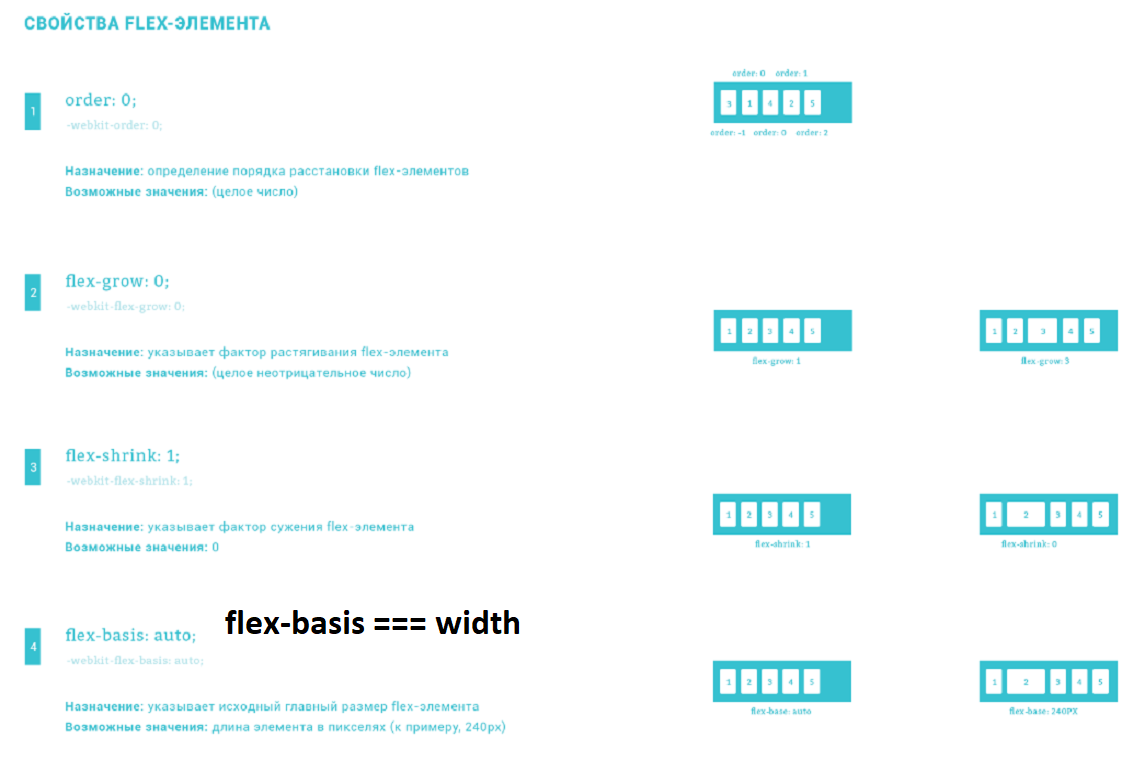 СВОЙСТВА FLEX-ЭЛЕМЕНТА
1
order: 0;
-webkit-order: 0;
Назначение: определение порядка расстановки flex-элементов
Возможные значения: (целое число)
order: 0 order: 1
3 1 4 2 5
order: -1 order: 0 order: 2
2
flex-grow: 0;
-webkit-flex-grow: 0;
Назначение: указывает фактор растягивания flex-элемента
Возможные значения: (целое неотрицательное число)
1 2 3 4 5
flex-grow: 1
1 2 3 4 5
flex-grow: 3
3
flex-shrink: 1;
-webkit-flex-shrink: 1;
Назначение: указывает фактор сужения flex-элемента
Возможные значения: 0
1 2 3 4 5
flex-shrink: 1
1 2 3 4 5
flex-shrink: 0
4
flex-basis: auto;
flex-basis === width
-webkit-flex-basis: auto;
Назначение: указывает исходный главный размер flex-элемента
Возможные значения: длина элемента в пикселях (к примеру, 240px)
1 2 3 4 5
flex-base: auto
1 2 3 4 5
flex-base: 240PX